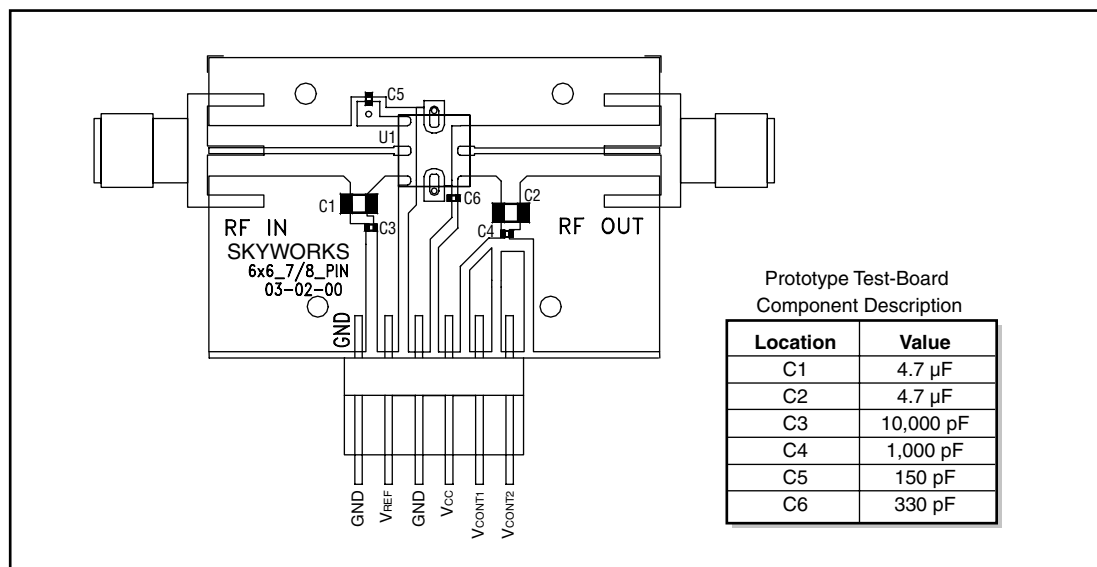 C5
U1
C1
C6
C2
C3
C4
RF IN
RF OUT
SKYWORKS
6x6_7/8_PIN
03-02-00
GND
GND
VREF
GND
VCC
VCONT1
VCONT2
Prototype Test-Board
Component Description
Location Value
C1 4.7 µF
C2 4.7 µF
C3 10,000 pF
C4 1,000 pF
C5 150 pF
C6 330 pF